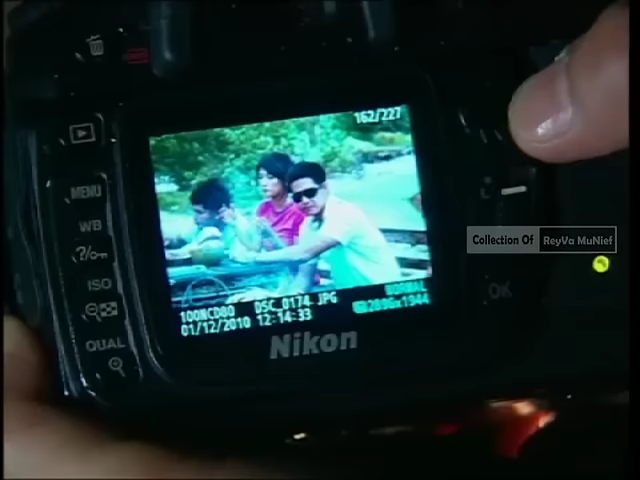 162/227
MENU
WB
?/
ISO
QUAL
100NCD80 DSC_0174.JPG NORMAL
01/12/2010 12:14:33 2896x1944
Nikon
OK
Collection Of ReyVa MuNief